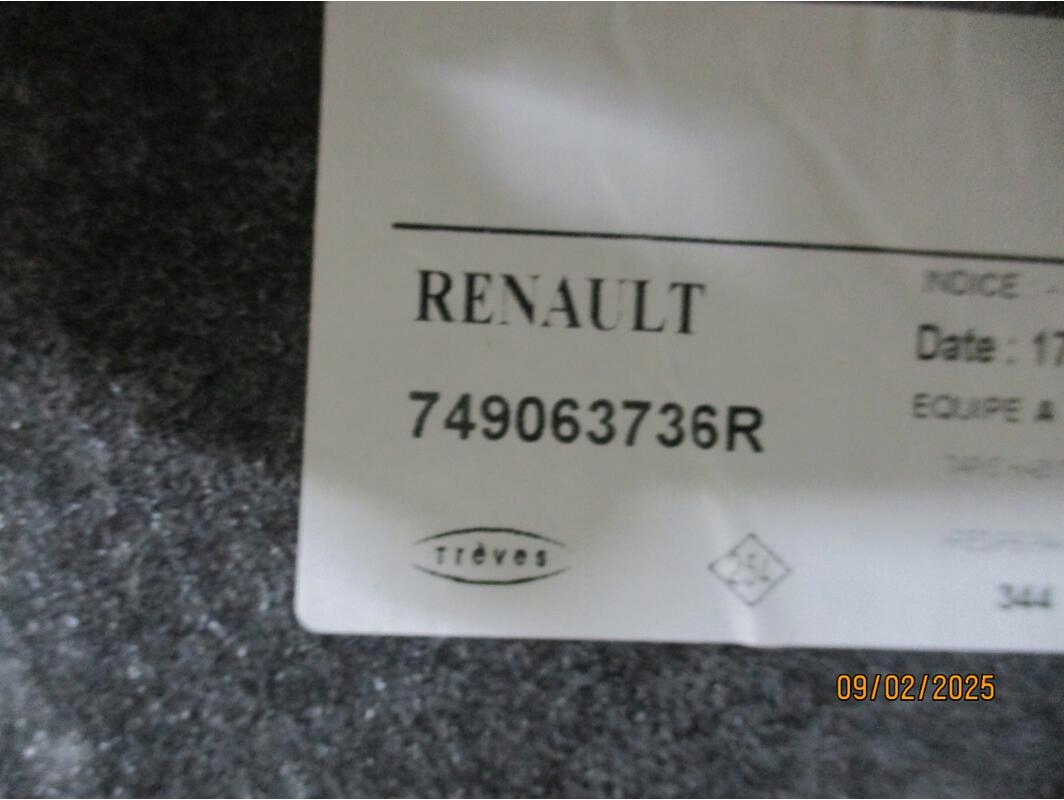 RENAULT
749063736R
Trèves
INDICE :
Date : 17
EQUIPE A
344
09/02/2025